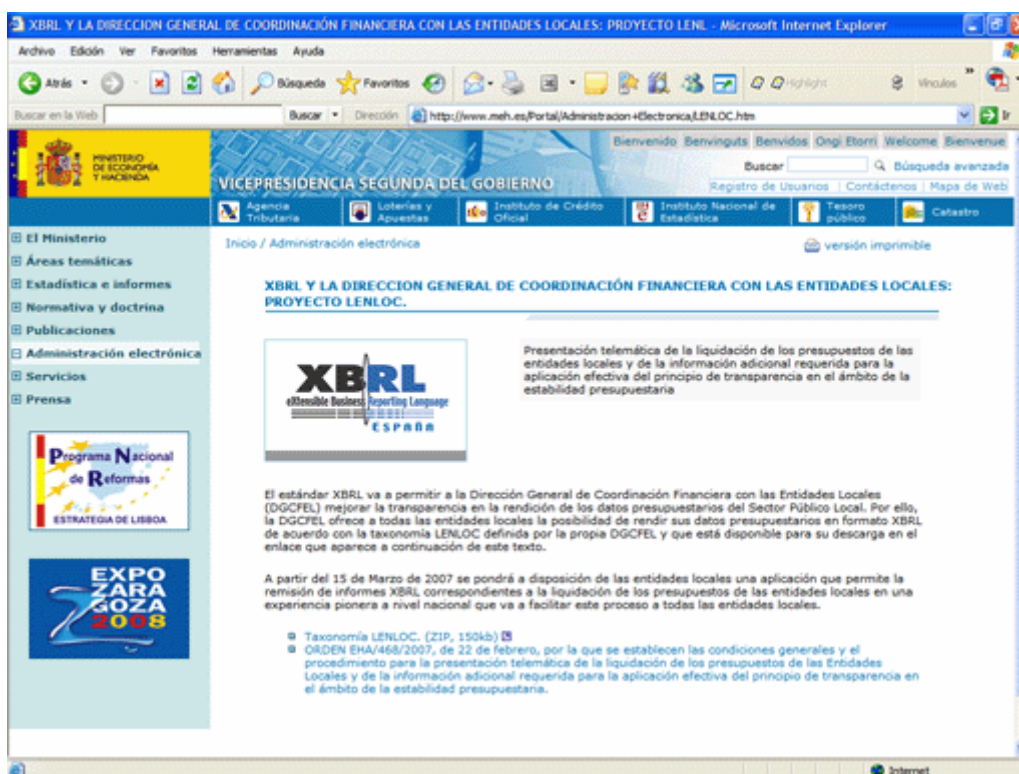 XBRL Y LA DIRECCION GENERAL DE COORDINACIÓN FINANCIERA CON LAS ENTIDADES LOCALES: PROYECTO LENL - Microsoft Internet Explorer
Archivo Edición Ver Favoritos Herramientas Ayuda
Atrás Búsqueda Favoritos Highlight Vínculos
Buscar en la Web Buscar Dirección http://www.meh.es/Portal/Administracion+Electronica/LENLOC.htm Ir
Bienvenido Benvinguts Benvidos Ongi Etorri Welcome Bienvenue
MINISTERIO
DE ECONOMÍA
Y HACIENDA
Buscar Búsqueda avanzada
VICEPRESIDENCIA SEGUNDA DEL GOBIERNO
Registro de Usuarios | Contáctenos | Mapa de Web
Agencia Tributaria
Loterías y Apuestas
Instituto de Crédito Oficial
Instituto Nacional de Estadística
Tesoro público
Catastro
El Ministerio
Áreas temáticas
Estadística e informes
Normativa y doctrina
Publicaciones
Administración electrónica
Servicios
Prensa
Programa Nacional
de Reformas
ESTRATEGIA DE LISBOA
EXPO
ZARA
GOZA
2008
Inicio / Administración electrónica
versión imprimible
XBRL Y LA DIRECCION GENERAL DE COORDINACIÓN FINANCIERA CON LAS ENTIDADES LOCALES:
PROYECTO LENLOC.
XBRL
eXtensible Business Reporting Language
ESPAÑA
Presentación telemática de la liquidación de los presupuestos de las
entidades locales y de la información adicional requerida para la
aplicación efectiva del principio de transparencia en el ámbito de la
estabilidad presupuestaria
El estándar XBRL va a permitir a la Dirección General de Coordinación Financiera con las Entidades Locales
(DGCFEL) mejorar la transparencia en la rendición de los datos presupuestarios del Sector Público Local. Por ello,
la DGCFEL ofrece a todas las entidades locales la posibilidad de rendir sus datos presupuestarios en formato XBRL
de acuerdo con la taxonomía LENLOC definida por la propia DGCFEL y que está disponible para su descarga en el
enlace que aparece a continuación de este texto.
A partir del 15 de Marzo de 2007 se pondrá a disposición de las entidades locales una aplicación que permite la
remisión de informes XBRL correspondientes a la liquidación de los presupuestos de las entidades locales en una
experiencia pionera a nivel nacional que va a facilitar este proceso a todas las entidades locales.
Taxonomía LENLOC. (ZIP, 150kb)
ORDEN EHA/468/2007, de 22 de febrero, por la que se establecen las condiciones generales y el
procedimiento para la presentación telemática de la liquidación de los presupuestos de las Entidades
Locales y de la información adicional requerida para la aplicación efectiva del principio de transparencia en
el ámbito de la estabilidad presupuestaria.
Internet